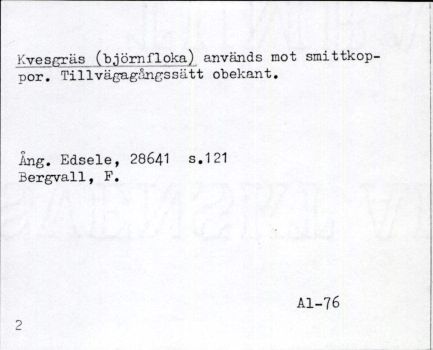 Kvesgräs (björnfloka) används mot smittkop-
por. Tillvägagångssätt obekant.
Ång. Edsele, 28641 s.121
Bergvall, F.
Al-76
2